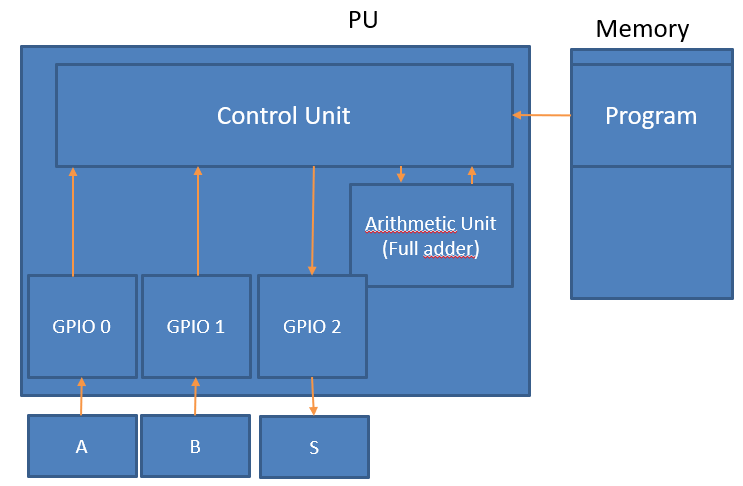 PU
Memory
Control Unit
Program
Arithmetic Unit
(Full adder)
GPIO 0
GPIO 1
GPIO 2
A
B
S